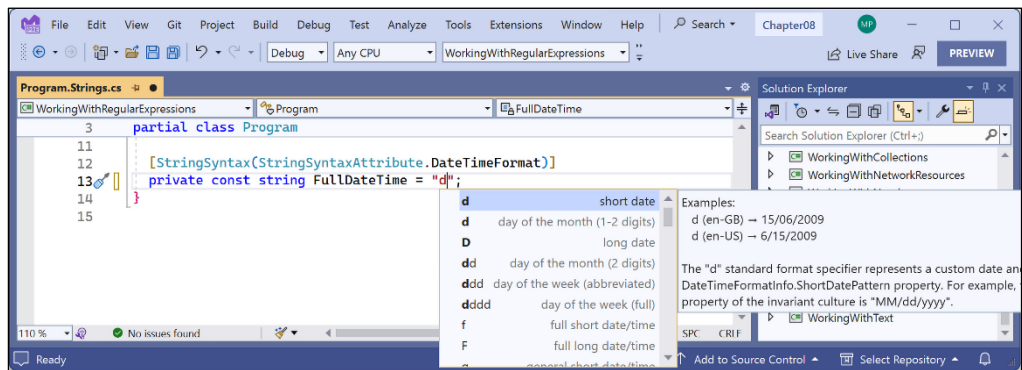 File Edit View Git Project Build Debug Test Analyze Tools Extensions Window Help Search Chapter08 MP
Debug Any CPU WorkingWithRegularExpressions Live Share PREVIEW
Program.Strings.cs
Solution Explorer
WorkingWithRegularExpressions Program FullDateTime
Search Solution Explorer (Ctrl+;)
3 partial class Program
11
12 [StringSyntax(StringSyntaxAttribute.DateTimeFormat)]
13 private const string FullDateTime = "d";
14 }
15
WorkingWithCollections
WorkingWithNetworkResources
d short date
d day of the month (1-2 digits)
D long date
dd day of the month (2 digits)
ddd day of the week (abbreviated)
dddd day of the week (full)
f full short date/time
F full long date/time
general short date/time
Examples:
d (en-GB) → 15/06/2009
d (en-US) → 6/15/2009
The "d" standard format specifier represents a custom date and
DateTimeFormatInfo.ShortDatePattern property. For example,
property of the invariant culture is "MM/dd/yyyy".
WorkingWithText
110 % No issues found SPC CRLF
Ready Add to Source Control Select Repository